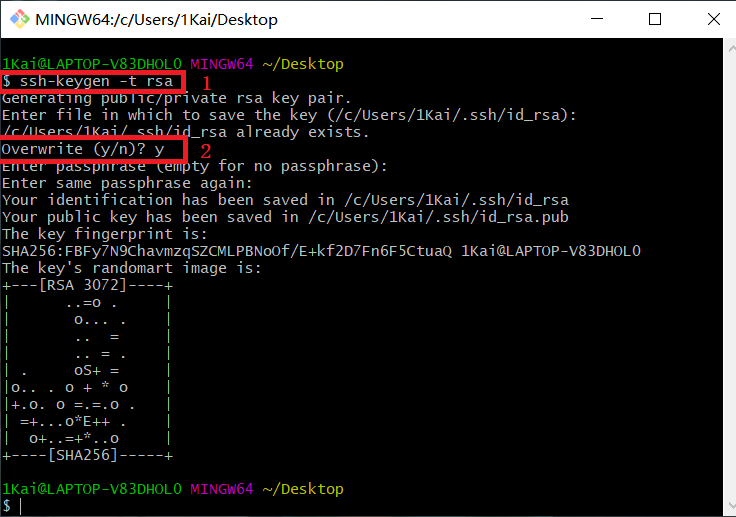 MINGW64:/c/Users/1Kai/Desktop
1Kai@LAPTOP-V83DHOL0 MINGW64 ~/Desktop
$ ssh-keygen -t rsa 1
Generating public/private rsa key pair.
Enter file in which to save the key (/c/Users/1Kai/.ssh/id_rsa):
/c/Users/1Kai/.ssh/id_rsa already exists.
Overwrite (y/n)? y 2
Enter passphrase (empty for no passphrase):
Enter same passphrase again:
Your identification has been saved in /c/Users/1Kai/.ssh/id_rsa
Your public key has been saved in /c/Users/1Kai/.ssh/id_rsa.pub
The key fingerprint is:
SHA256:FBFy7N9ChavmzqSZCMLPBNoOf/E+kf2D7Fn6F5CtuaQ 1Kai@LAPTOP-V83DHOL0
The key's randomart image is:
+---[RSA 3072]----+
|      ..=o .     |
|       o... .    |
|       ..  =     |
|       .. = .    |
| .     oS+ =     |
|o.. . o + * o    |
|+.o. o =.=.o .   |
| =+...o*E++ .    |
|  o+..=+*..o     |
+----[SHA256]-----+
1Kai@LAPTOP-V83DHOL0 MINGW64 ~/Desktop
$